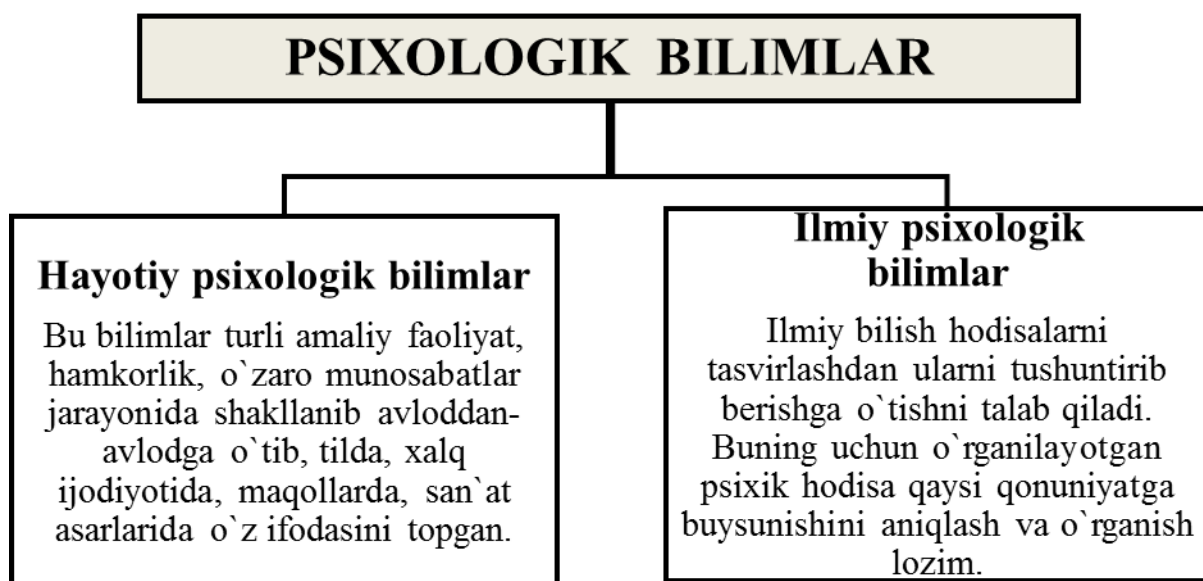 PSIXOLOGIK BILIMLAR
Hayotiy psixologik bilimlar
Bu bilimlar turli amaliy faoliyat,
hamkorlik, o`zaro munosabatlar
jarayonida shakllanib avloddan-
avlodga o`tib, tilda, xalq
ijodiyotida, maqollarda, san`at
asarlarida o`z ifodasini topgan.
Ilmiy psixologik
bilimlar
Ilmiy bilish hodisalarni
tasvirlashdan ularni tushuntirib
berishga o`tishni talab qiladi.
Buning uchun o`rganilayotgan
psixik hodisa qaysi qonuniyatga
buysunishini aniqlash va o`rganish
lozim.